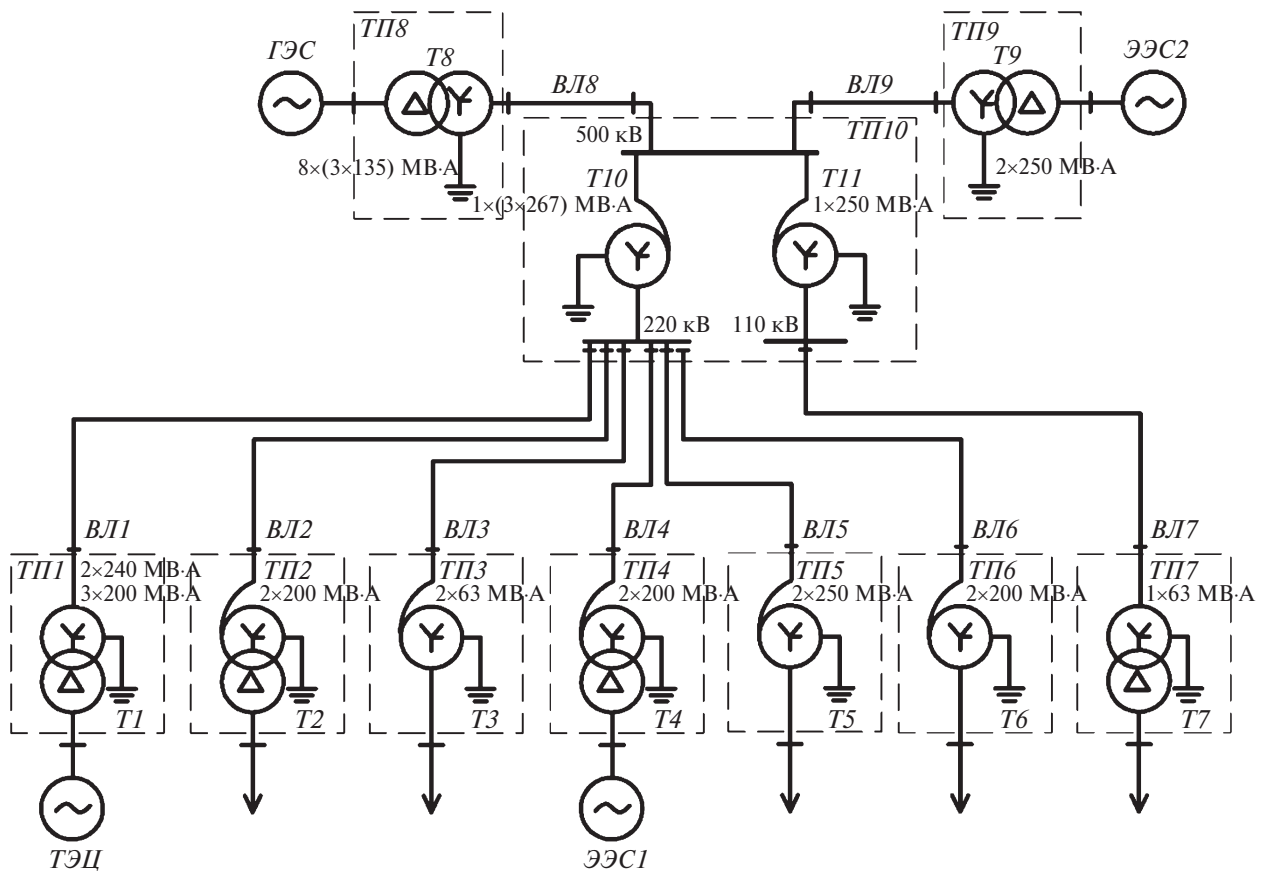 ТП8
ТП9
ГЭС
Т8
ВЛ8
ВЛ9
Т9
ЭЭС2
ТП10
500 кВ
8×(3×135) МВ·А
Т10
Т11
2×250 МВ·А
1×(3×267) МВ·А
1×250 МВ·А
220 кВ
110 кВ
ВЛ1
ВЛ2
ВЛ3
ВЛ4
ВЛ5
ВЛ6
ВЛ7
ТП1
2×240 МВ·А
3×200 МВ·А
ТП2
2×200 МВ·А
ТП3
2×63 МВ·А
ТП4
2×200 МВ·А
ТП5
2×250 МВ·А
ТП6
2×200 МВ·А
ТП7
1×63 МВ·А
Т1
Т2
Т3
Т4
Т5
Т6
Т7
ТЭЦ
ЭЭС1